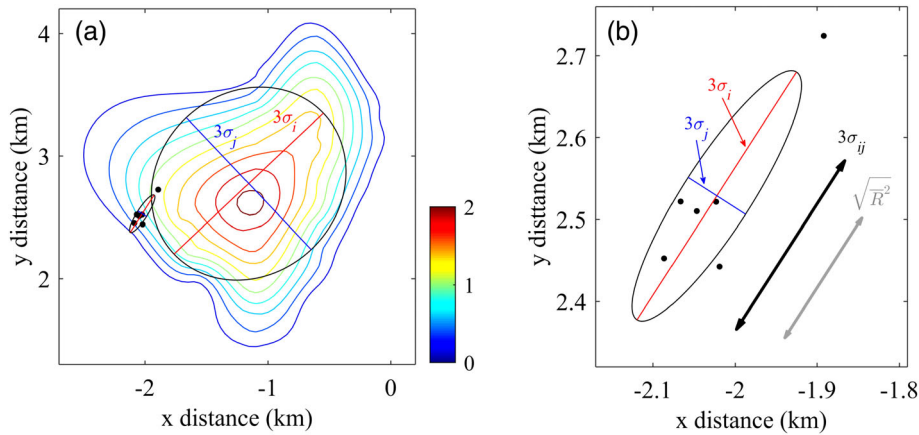 (a)
4
3
2
y distance (km)
3σj
3σi
2
1
0
-2
-1
0
x distance (km)
(b)
2.7
2.6
2.5
2.4
y disttance (km)
3σi
3σj
3σij
√R̅²
-2.1
-2
-1.9
-1.8
x distance (km)